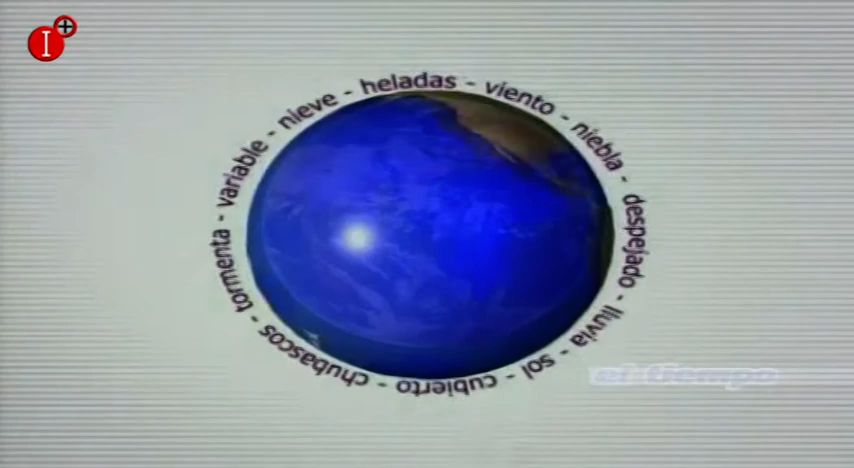 I+
heladas - viento - niebla - despejado - lluvia - sol - cubierto - chubascos - tormenta - variable - nieve -
el tiempo